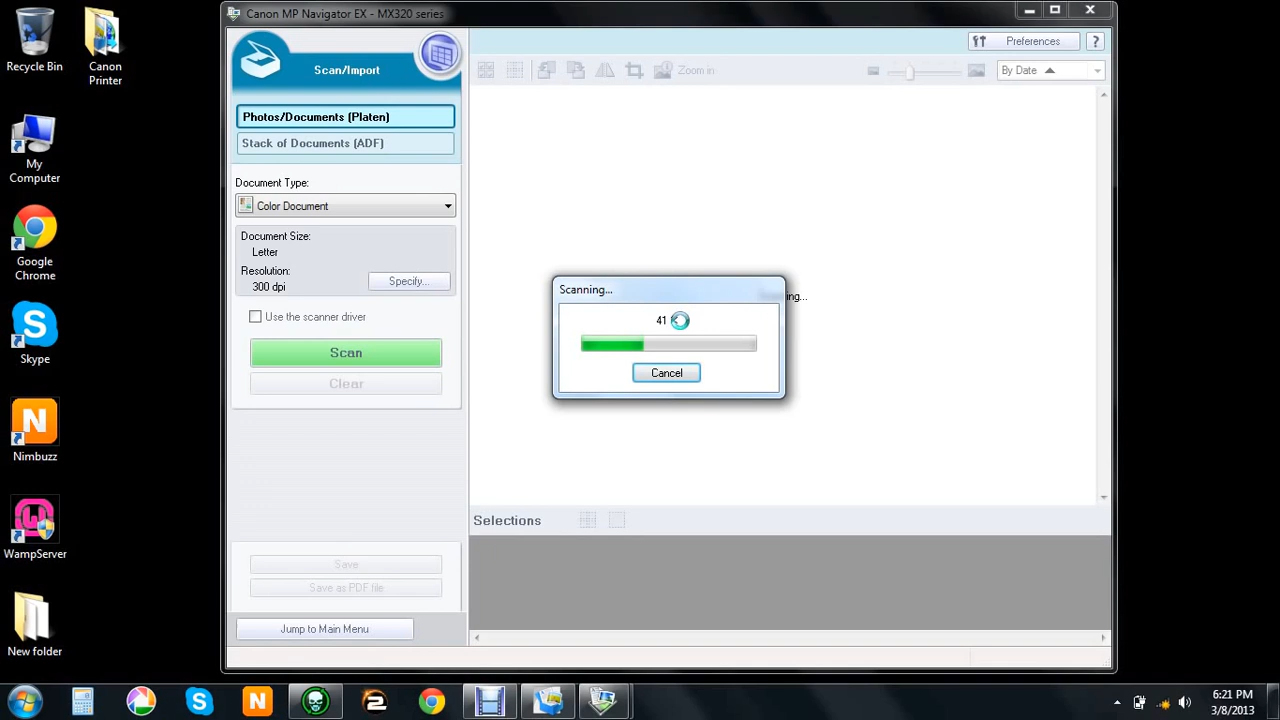 Recycle Bin
Canon
Printer
My
Computer
Google
Chrome
Skype
Nimbuzz
WampServer
New folder
Canon MP Navigator EX - MX320 series
Scan/Import
Photos/Documents (Platen)
Stack of Documents (ADF)
Document Type:
Color Document
Document Size:
Letter
Resolution:
300 dpi
Specify...
Use the scanner driver
Scan
Clear
Save
Save as PDF file
Jump to Main Menu
Preferences
?
Zoom in
By Date
Scanning...
41
Cancel
Selections
6:21 PM
3/8/2013